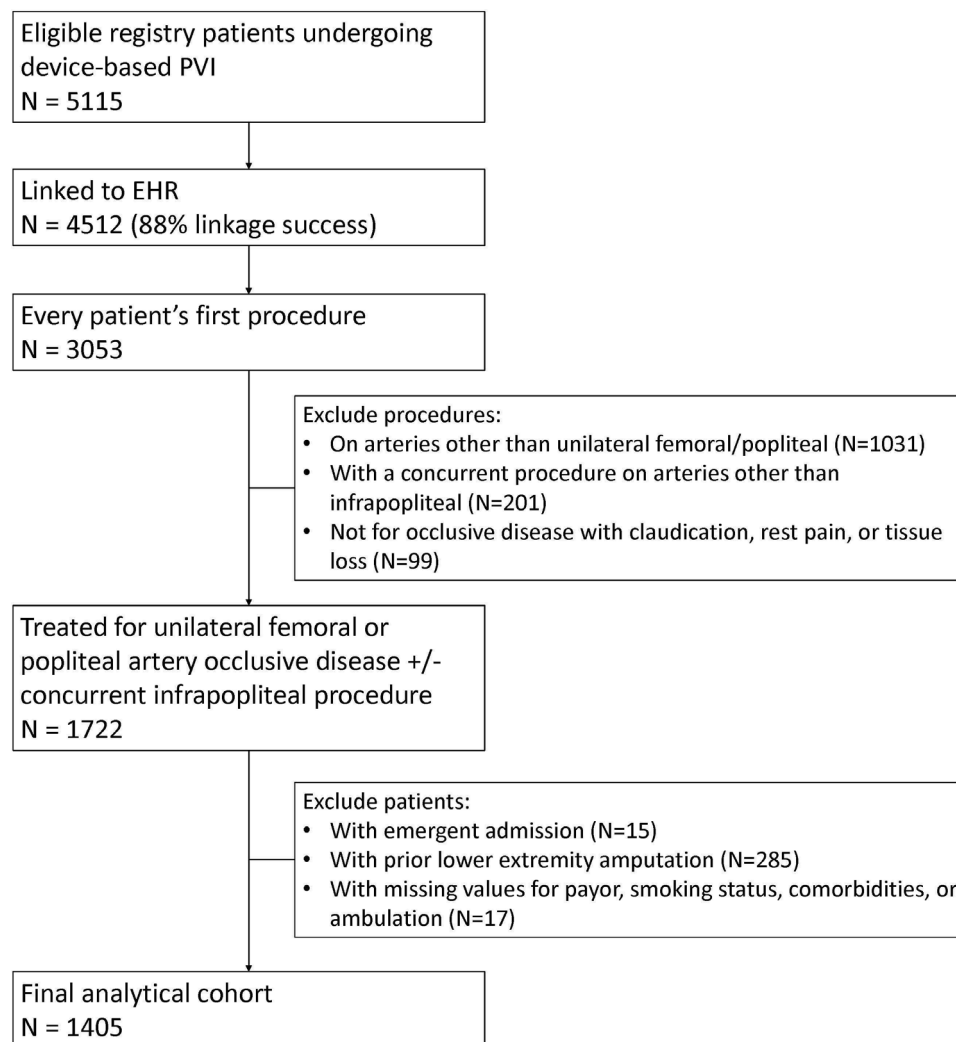 Eligible registry patients undergoing
device-based PVI
N = 5115
Linked to EHR
N = 4512 (88% linkage success)
Every patient’s first procedure
N = 3053
Exclude procedures:
• On arteries other than unilateral femoral/popliteal (N=1031)
• With a concurrent procedure on arteries other than
infrapopliteal (N=201)
• Not for occlusive disease with claudication, rest pain, or tissue
loss (N=99)
Treated for unilateral femoral or
popliteal artery occlusive disease +/-
concurrent infrapopliteal procedure
N = 1722
Exclude patients:
• With emergent admission (N=15)
• With prior lower extremity amputation (N=285)
• With missing values for payor, smoking status, comorbidities, or
ambulation (N=17)
Final analytical cohort
N = 1405